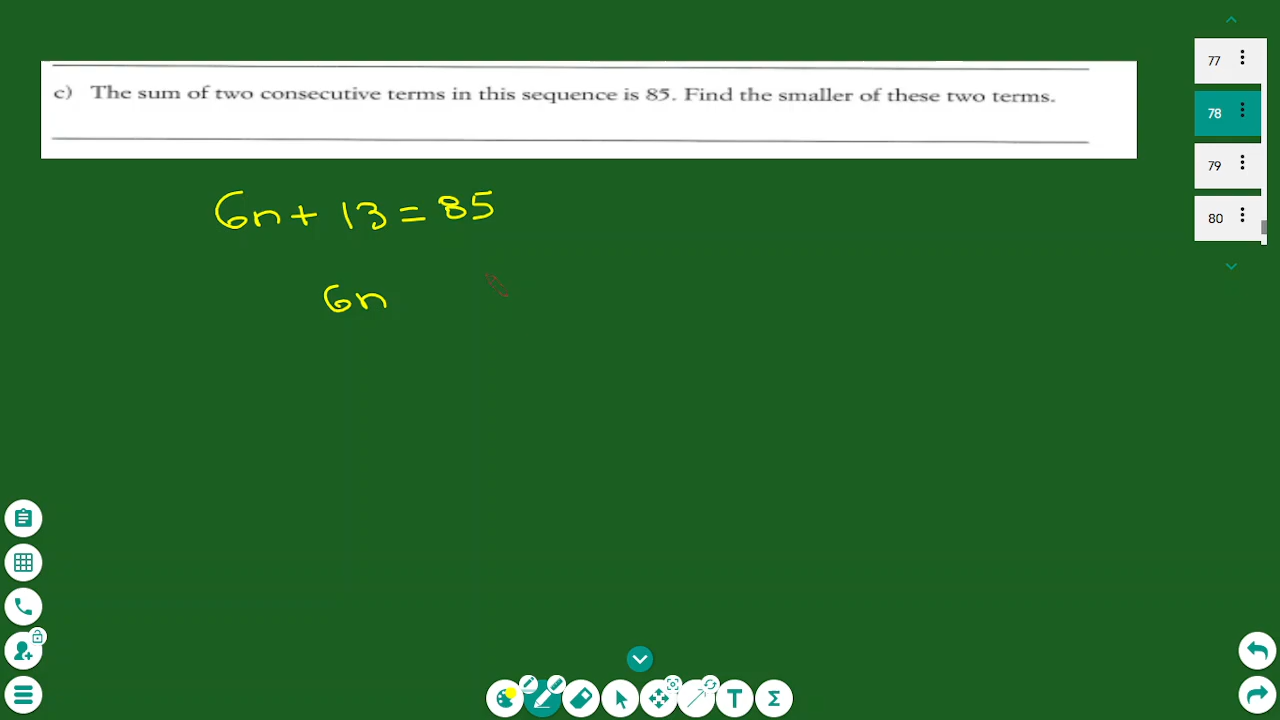 c) The sum of two consecutive terms in this sequence is 85. Find the smaller of these two terms.
6n + 13 = 85
6n
77
78
79
80
T
Σ